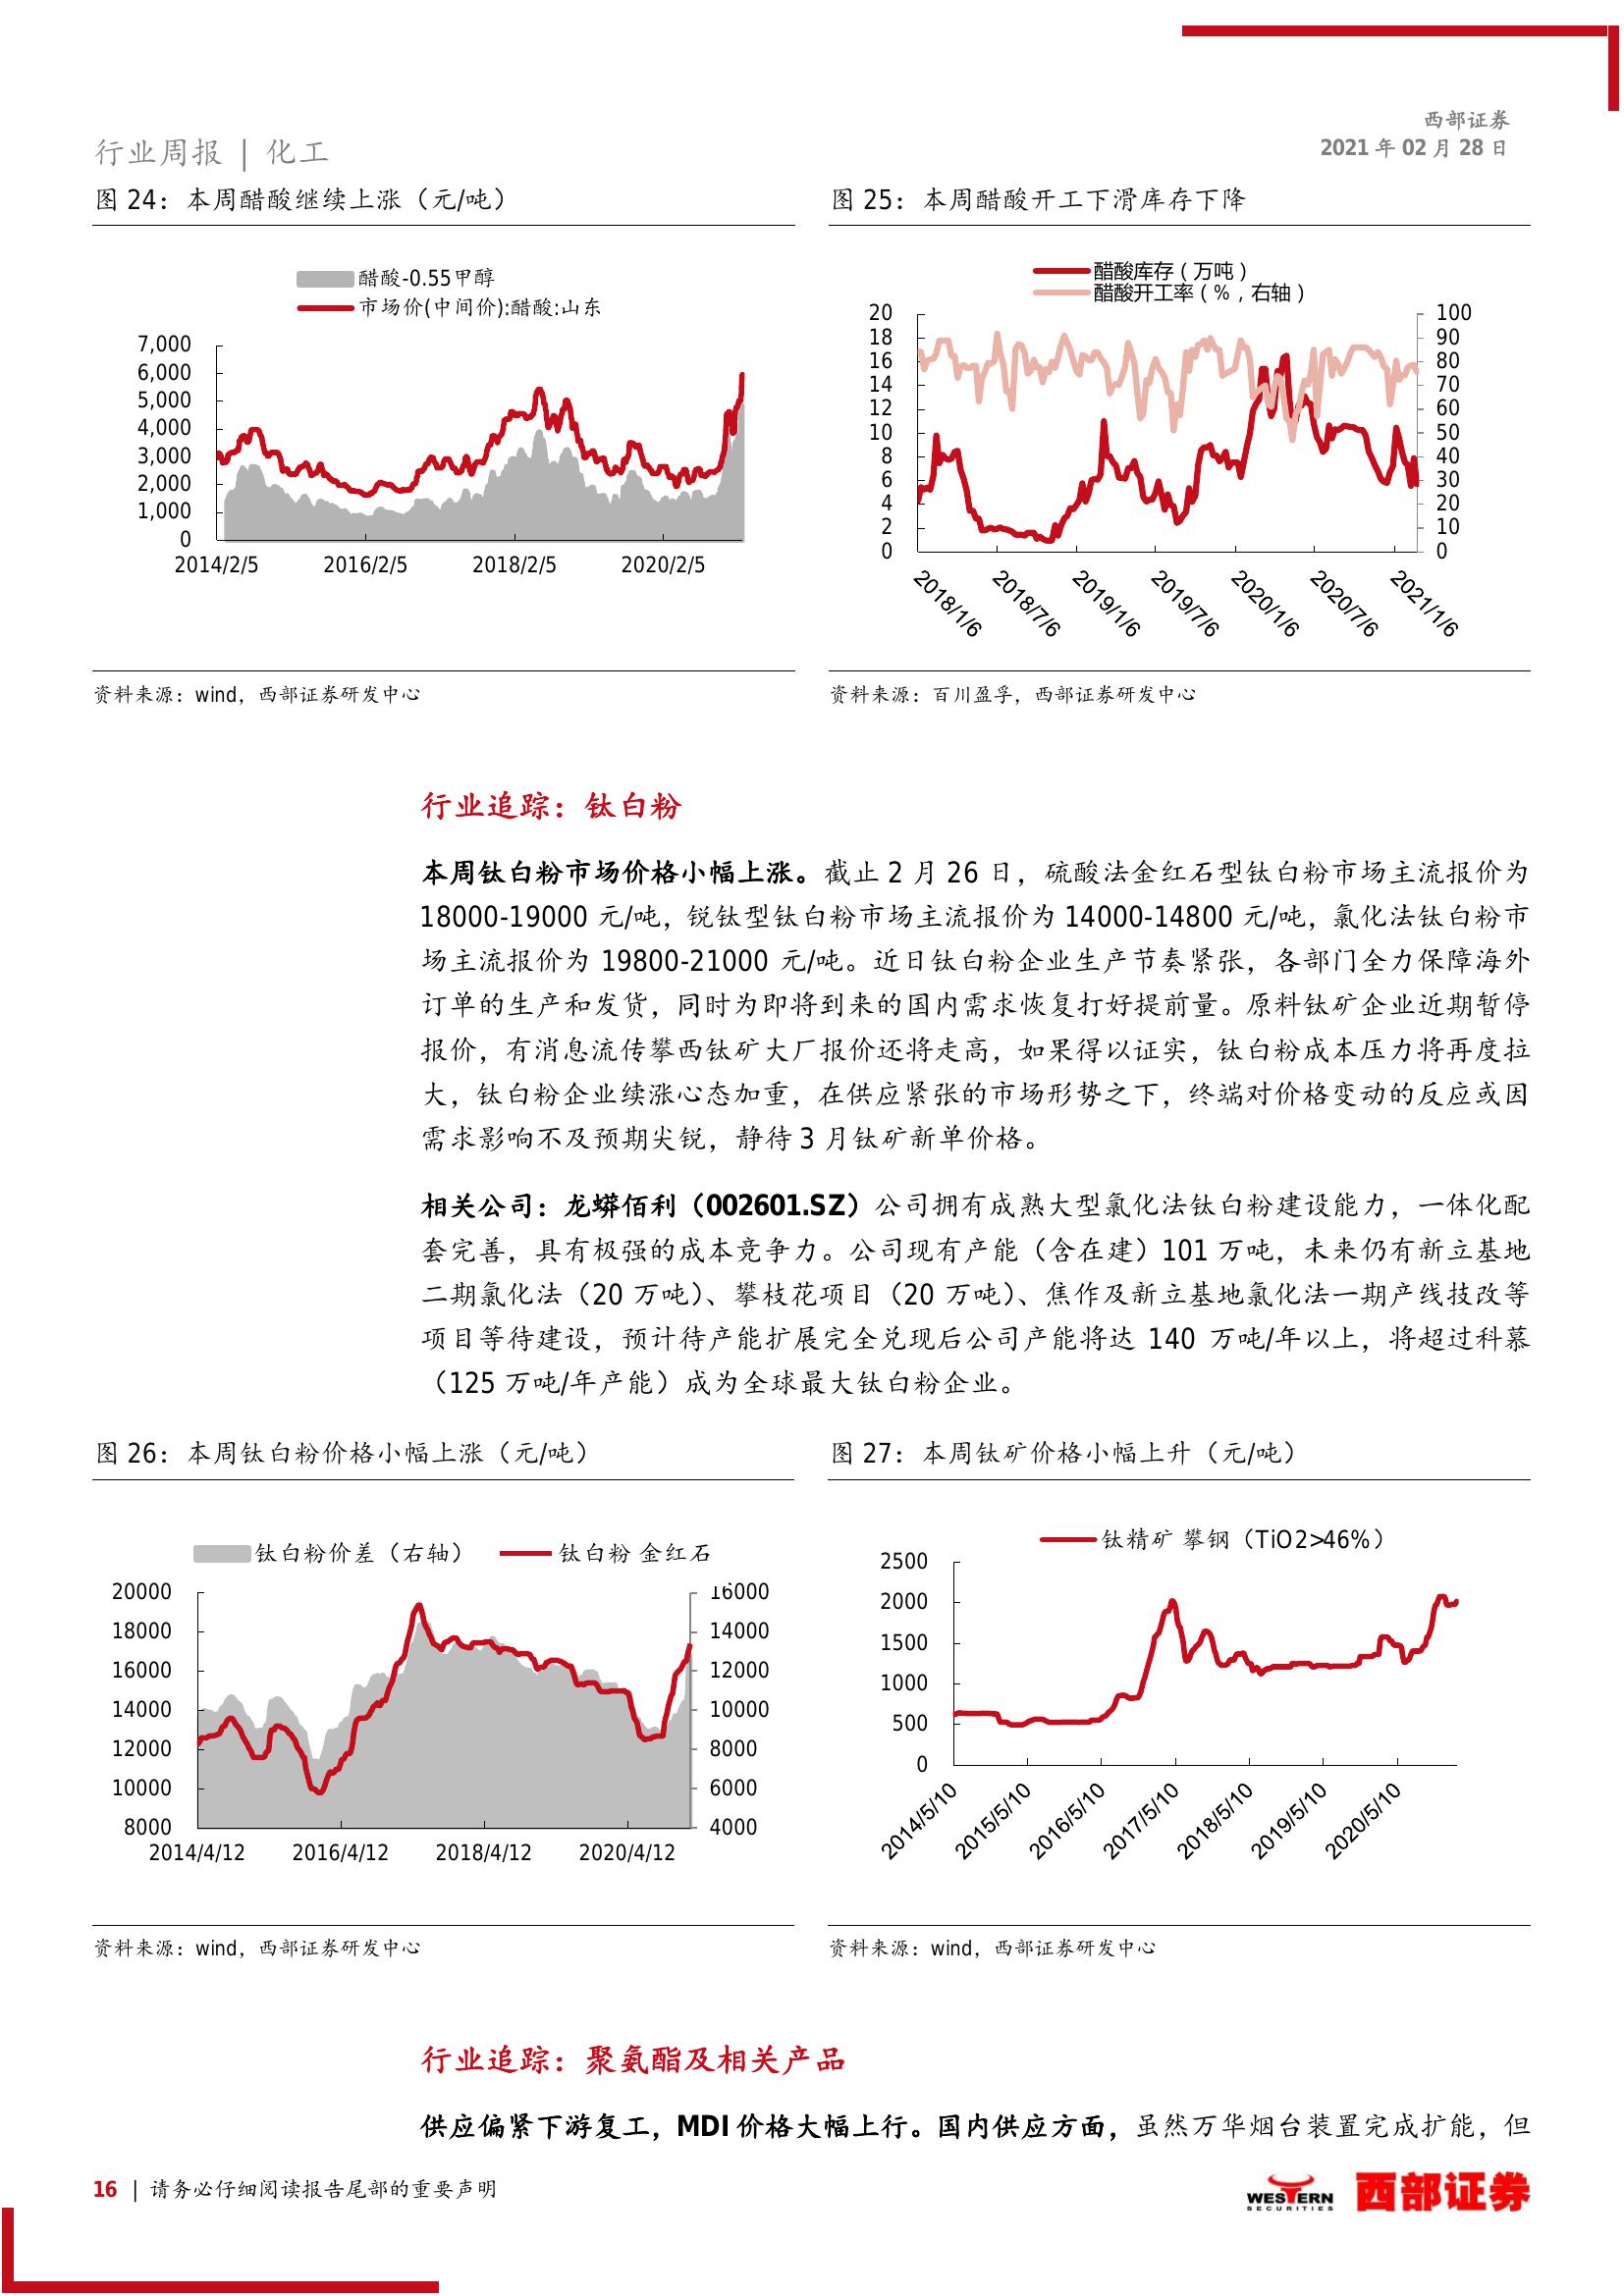 西部证券
2021 年 02 月 28 日
行业周报 | 化工
图 24：本周醋酸继续上涨（元/吨）
醋酸-0.55甲醇
市场价(中间价):醋酸:山东
7,000
6,000
5,000
4,000
3,000
2,000
1,000
0
2014/2/5 2016/2/5 2018/2/5 2020/2/5
资料来源：wind，西部证券研发中心
图 25：本周醋酸开工下滑库存下降
醋酸库存（万吨）
醋酸开工率（%，右轴）
20
18
16
14
12
10
8
6
4
2
0
100
90
80
70
60
50
40
30
20
10
0
2018/1/6 2018/7/6 2019/1/6 2019/7/6 2020/1/6 2020/7/6 2021/1/6
资料来源：百川盈孚，西部证券研发中心
行业追踪：钛白粉
本周钛白粉市场价格小幅上涨。截止 2 月 26 日，硫酸法金红石型钛白粉市场主流报价为
18000-19000 元/吨，锐钛型钛白粉市场主流报价为 14000-14800 元/吨，氯化法钛白粉市
场主流报价为 19800-21000 元/吨。近日钛白粉企业生产节奏紧张，各部门全力保障海外
订单的生产和发货，同时为即将到来的国内需求恢复打好提前量。原料钛矿企业近期暂停
报价，有消息流传攀西钛矿大厂报价还将走高，如果得以证实，钛白粉成本压力将再度拉
大，钛白粉企业续涨心态加重，在供应紧张的市场形势之下，终端对价格变动的反应或因
需求影响不及预期尖锐，静待 3 月钛矿新单价格。
相关公司：龙蟒佰利（002601.SZ）公司拥有成熟大型氯化法钛白粉建设能力，一体化配
套完善，具有极强的成本竞争力。公司现有产能（含在建）101 万吨，未来仍有新立基地
二期氯化法（20 万吨）、攀枝花项目（20 万吨）、焦作及新立基地氯化法一期产线技改等
项目等待建设，预计待产能扩展完全兑现后公司产能将达 140 万吨/年以上，将超过科慕
（125 万吨/年产能）成为全球最大钛白粉企业。
图 26：本周钛白粉价格小幅上涨（元/吨）
钛白粉价差（右轴） 钛白粉 金红石
20000
18000
16000
14000
12000
10000
8000
16000
14000
12000
10000
8000
6000
4000
2014/4/12 2016/4/12 2018/4/12 2020/4/12
资料来源：wind，西部证券研发中心
图 27：本周钛矿价格小幅上升（元/吨）
钛精矿 攀钢（TiO2>46%）
2500
2000
1500
1000
500
0
2014/5/10 2015/5/10 2016/5/10 2017/5/10 2018/5/10 2019/5/10 2020/5/10
资料来源：wind，西部证券研发中心
行业追踪：聚氨酯及相关产品
供应偏紧下游复工，MDI 价格大幅上行。国内供应方面，虽然万华烟台装置完成扩能，但
16 | 请务必仔细阅读报告尾部的重要声明
WESTERN
SECURITIES
西部证券